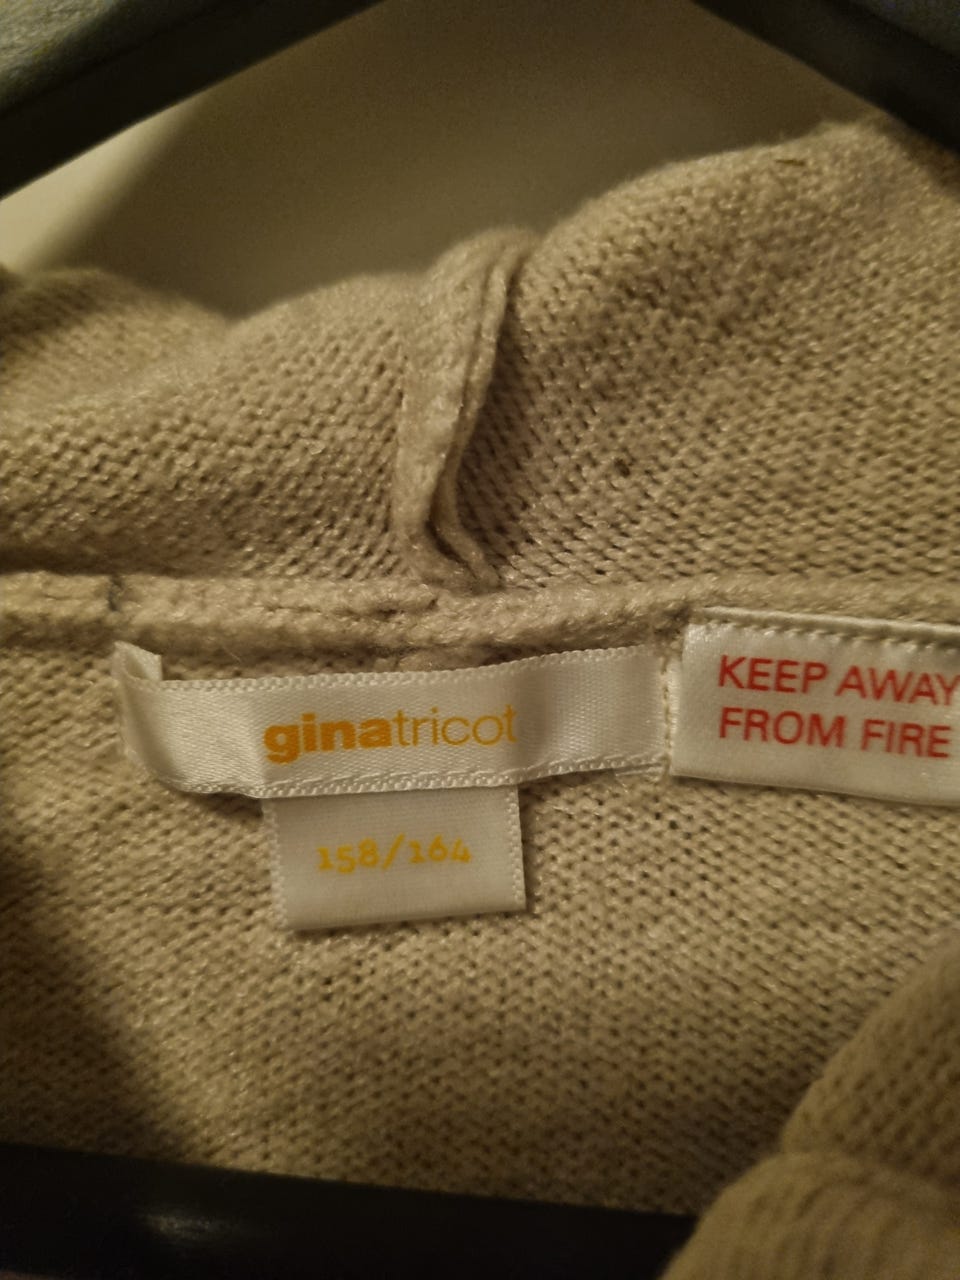 ginatricot
158/164
KEEP AWAY
FROM FIRE